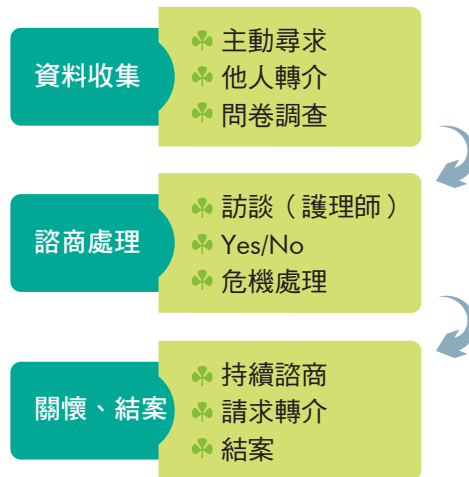 資料收集
主動尋求
他人轉介
問卷調查
諮商處理
訪談（護理師）
Yes/No
危機處理
關懷、結案
持續諮商
請求轉介
結案